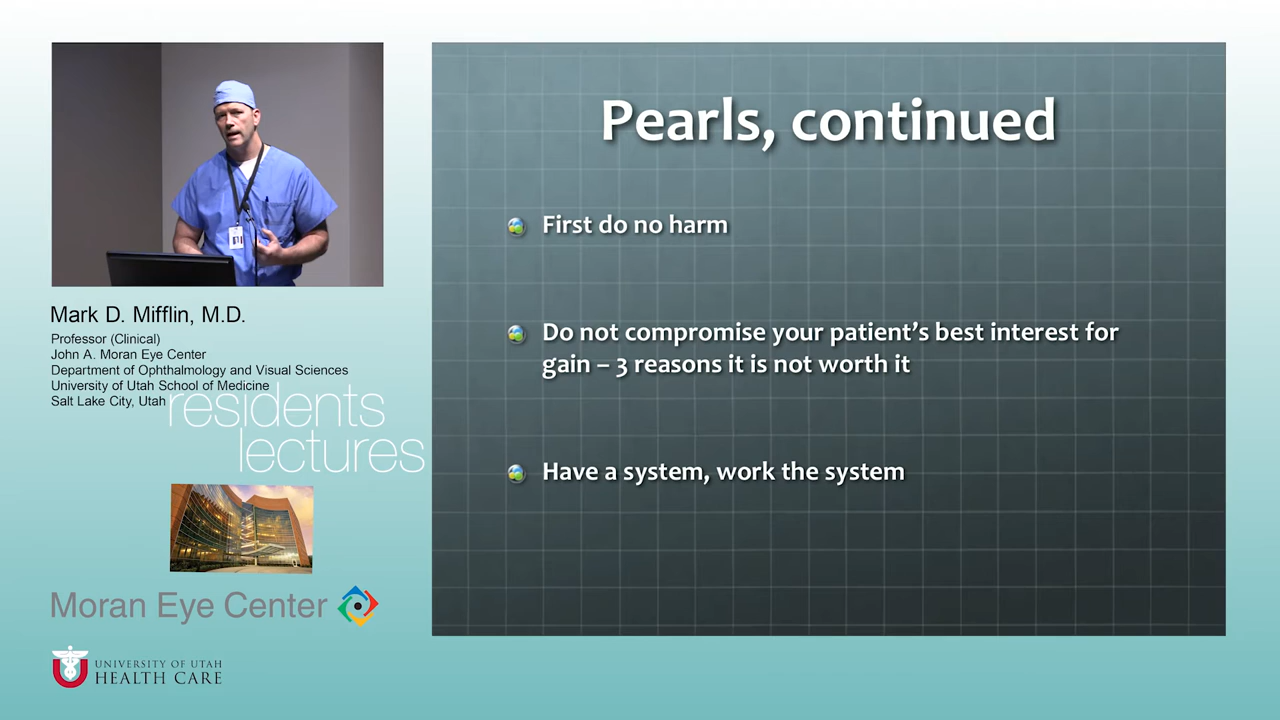 Mark D. Mifflin, M.D.
Professor (Clinical)
John A. Moran Eye Center
Department of Ophthalmology and Visual Sciences
University of Utah School of Medicine
Salt Lake City, Utah
residents
lectures
Moran Eye Center
UNIVERSITY OF UTAH
HEALTH CARE
Pearls, continued
First do no harm
Do not compromise your patient’s best interest for
gain – 3 reasons it is not worth it
Have a system, work the system